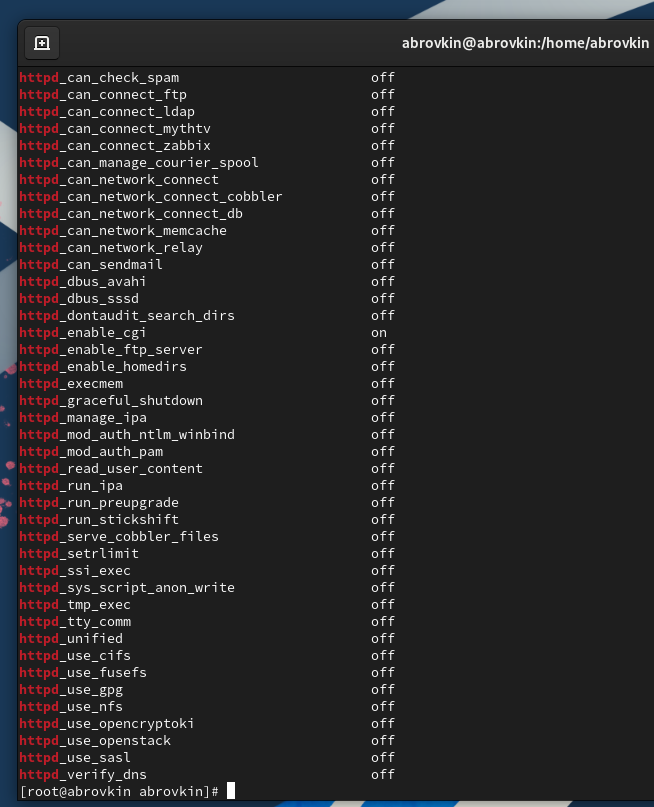 abrovkin@abrovkin:/home/abrovkin
httpd_can_check_spam off
httpd_can_connect_ftp off
httpd_can_connect_ldap off
httpd_can_connect_mythtv off
httpd_can_connect_zabbix off
httpd_can_manage_courier_spool off
httpd_can_network_connect off
httpd_can_network_connect_cobbler off
httpd_can_network_connect_db off
httpd_can_network_memcache off
httpd_can_network_relay off
httpd_can_sendmail off
httpd_dbus_avahi off
httpd_dbus_sssd off
httpd_dontaudit_search_dirs off
httpd_enable_cgi on
httpd_enable_ftp_server off
httpd_enable_homedirs off
httpd_execmem off
httpd_graceful_shutdown off
httpd_manage_ipa off
httpd_mod_auth_ntlm_winbind off
httpd_mod_auth_pam off
httpd_read_user_content off
httpd_run_ipa off
httpd_run_preupgrade off
httpd_run_stickshift off
httpd_serve_cobbler_files off
httpd_setrlimit off
httpd_ssi_exec off
httpd_sys_script_anon_write off
httpd_tmp_exec off
httpd_tty_comm off
httpd_unified off
httpd_use_cifs off
httpd_use_fusefs off
httpd_use_gpg off
httpd_use_nfs off
httpd_use_opencryptoki off
httpd_use_openstack off
httpd_use_sasl off
httpd_verify_dns off
[root@abrovkin abrovkin]#